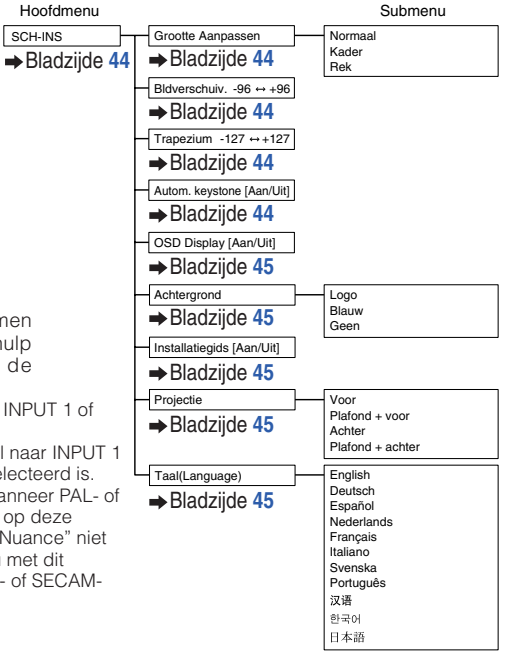 Hoofdmenu
Submenu
SCH-INS
➡Bladzijde 44
Grootte Aanpassen
➡Bladzijde 44
Normaal
Kader
Rek
Bldverschuiv. -96 ↔ +96
➡Bladzijde 44
Trapezium -127 ↔+127
➡Bladzijde 44
Autom. keystone [Aan/Uit]
➡Bladzijde 44
OSD Display [Aan/Uit]
➡Bladzijde 45
Achtergrond
➡Bladzijde 45
Logo
Blauw
Geen
Installatiegids [Aan/Uit]
➡Bladzijde 45
Projectie
➡Bladzijde 45
Voor
Plafond + voor
Achter
Plafond + achter
Taal(Language)
➡Bladzijde 45
English
Deutsch
Español
Nederlands
Français
Italiano
Svenska
Português
汉语
한국어
日本語
men
hulp
de
INPUT 1 of
l naar INPUT 1
electeerd is.
anneer PAL- of
op deze
Nuance” niet
met dit
- of SECAM-